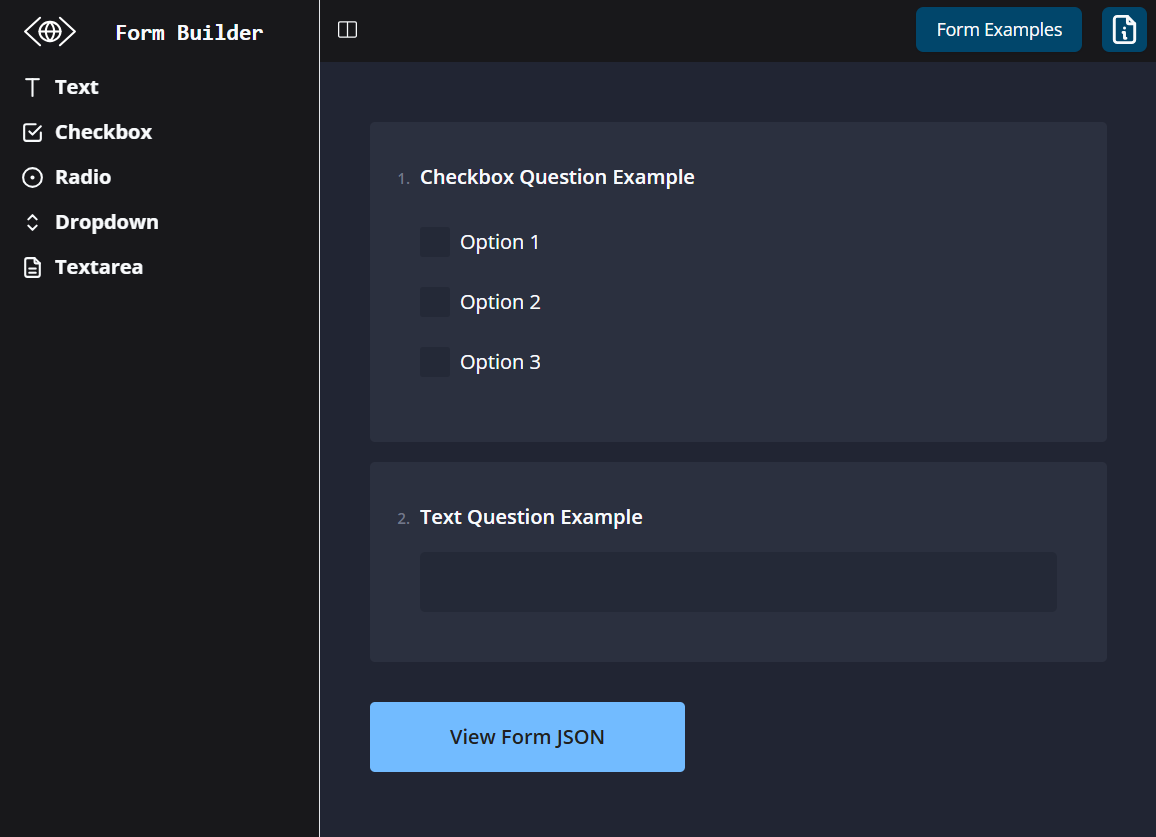 Form Builder
Text
Checkbox
Radio
Dropdown
Textarea
Form Examples
1. Checkbox Question Example
Option 1
Option 2
Option 3
2. Text Question Example
View Form JSON